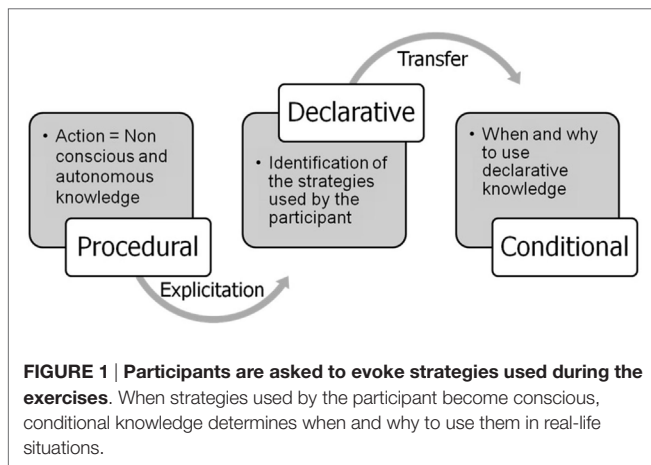 Transfer
• Action = Non
conscious and
autonomous
knowledge
Procedural
Explicitation
Declarative
• Identification of
the strategies
used by the
participant
• When and why
to use
declarative
knowledge
Conditional
FIGURE 1 | Participants are asked to evoke strategies used during the
exercises. When strategies used by the participant become conscious,
conditional knowledge determines when and why to use them in real-life
situations.